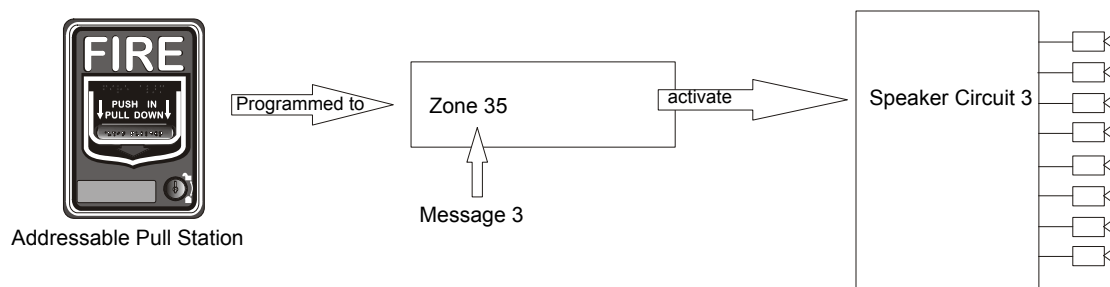 FIRE
PUSH IN
PULL DOWN
Addressable Pull Station
Programmed to
Zone 35
Message 3
activate
Speaker Circuit 3